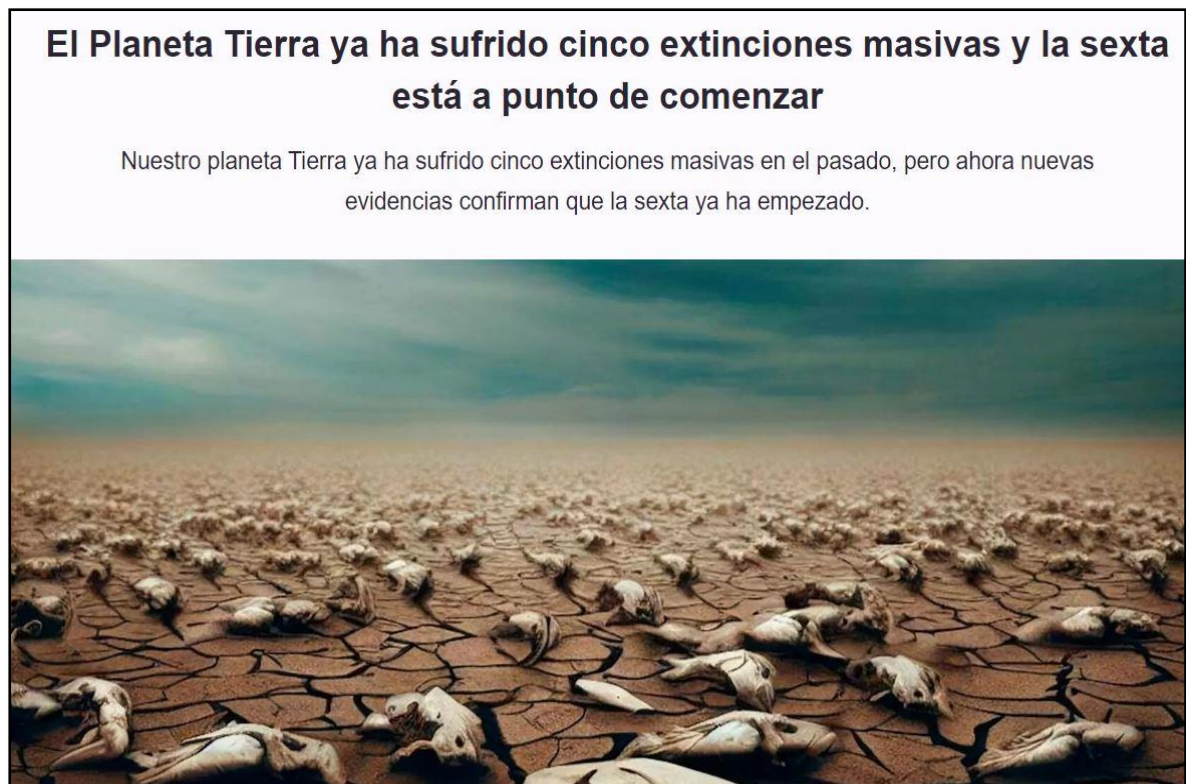 El Planeta Tierra ya ha sufrido cinco extinciones masivas y la sexta
está a punto de comenzar
Nuestro planeta Tierra ya ha sufrido cinco extinciones masivas en el pasado, pero ahora nuevas
evidencias confirman que la sexta ya ha empezado.